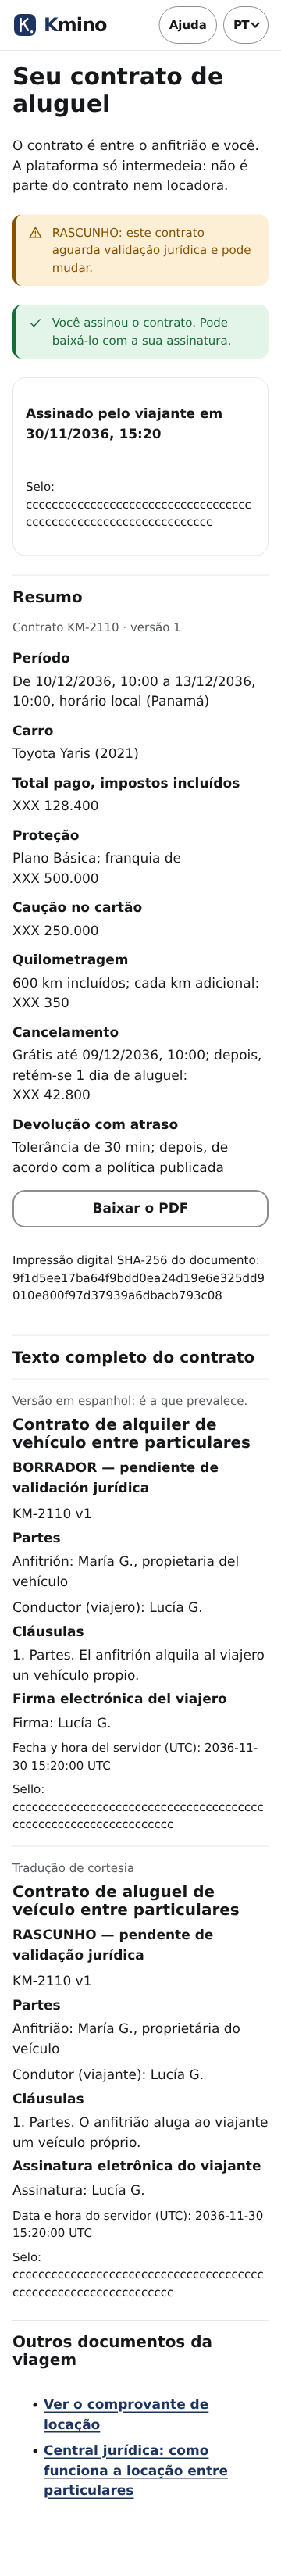 Kmino
Ajuda
PT
Seu contrato de
aluguel
O contrato é entre o anfitrião e você.
A plataforma só intermedeia: não é
parte do contrato nem locadora.
RASCUNHO: este contrato
aguarda validação jurídica e pode
mudar.
Você assinou o contrato. Pode
baixá-lo com a sua assinatura.
Assinado pelo viajante em
30/11/2036, 15:20
Selo:
ccccccccccccccccccccccccccccccccccc
ccccccccccccccccccccccccccccc
Resumo
Contrato KM-2110 · versão 1
Período
De 10/12/2036, 10:00 a 13/12/2036,
10:00, horário local (Panamá)
Carro
Toyota Yaris (2021)
Total pago, impostos incluídos
XXX 128.400
Proteção
Plano Básica; franquia de
XXX 500.000
Caução no cartão
XXX 250.000
Quilometragem
600 km incluídos; cada km adicional:
XXX 350
Cancelamento
Grátis até 09/12/2036, 10:00; depois,
retém-se 1 dia de aluguel:
XXX 42.800
Devolução com atraso
Tolerância de 30 min; depois, de
acordo com a política publicada
Baixar o PDF
Impressão digital SHA-256 do documento:
9f1d5ee17ba64f9bdd0ea24d19e6e325dd9
010e800f97d37939a6dbacb793c08
Texto completo do contrato
Versão em espanhol: é a que prevalece.
Contrato de alquiler de
vehículo entre particulares
BORRADOR — pendiente de
validación jurídica
KM-2110 v1
Partes
Anfitrión: María G., propietaria del
vehículo
Conductor (viajero): Lucía G.
Cláusulas
1. Partes. El anfitrión alquila al viajero
un vehículo propio.
Firma electrónica del viajero
Firma: Lucía G.
Fecha y hora del servidor (UTC): 2036-11-
30 15:20:00 UTC
Sello:
ccccccccccccccccccccccccccccccccccccccc
ccccccccccccccccccccccccc
Tradução de cortesia
Contrato de aluguel de
veículo entre particulares
RASCUNHO — pendente de
validação jurídica
KM-2110 v1
Partes
Anfitrião: María G., proprietária do
veículo
Condutor (viajante): Lucía G.
Cláusulas
1. Partes. O anfitrião aluga ao viajante
um veículo próprio.
Assinatura eletrônica do viajante
Assinatura: Lucía G.
Data e hora do servidor (UTC): 2036-11-30
15:20:00 UTC
Selo:
ccccccccccccccccccccccccccccccccccccccc
ccccccccccccccccccccccccc
Outros documentos da
viagem
• Ver o comprovante de
locação
• Central jurídica: como
funciona a locação entre
particulares